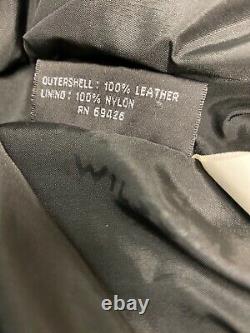 OUTERSHELL: 100% LEATHER
LINING: 100% NYLON
RN 69426